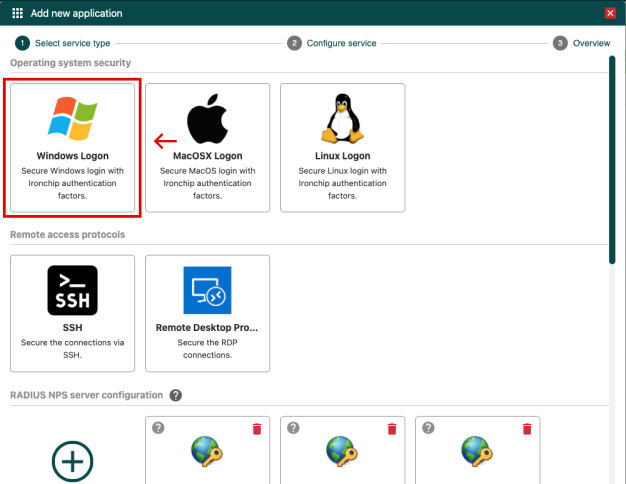 Add new application
1 Select service type 2 Configure service 3 Overview
Operating system security
Windows Logon
Secure Windows login with
Ironchip authentication
factors.
MacOSX Logon
Secure MacOS login with
Ironchip authentication
factors.
Linux Logon
Secure Linux login with
Ironchip authentication
factors.
Remote access protocols
>_
SSH
SSH
Secure the connections via
SSH.
Remote Desktop Pro...
Secure the RDP
connections.
RADIUS NPS server configuration ?
? ? ?